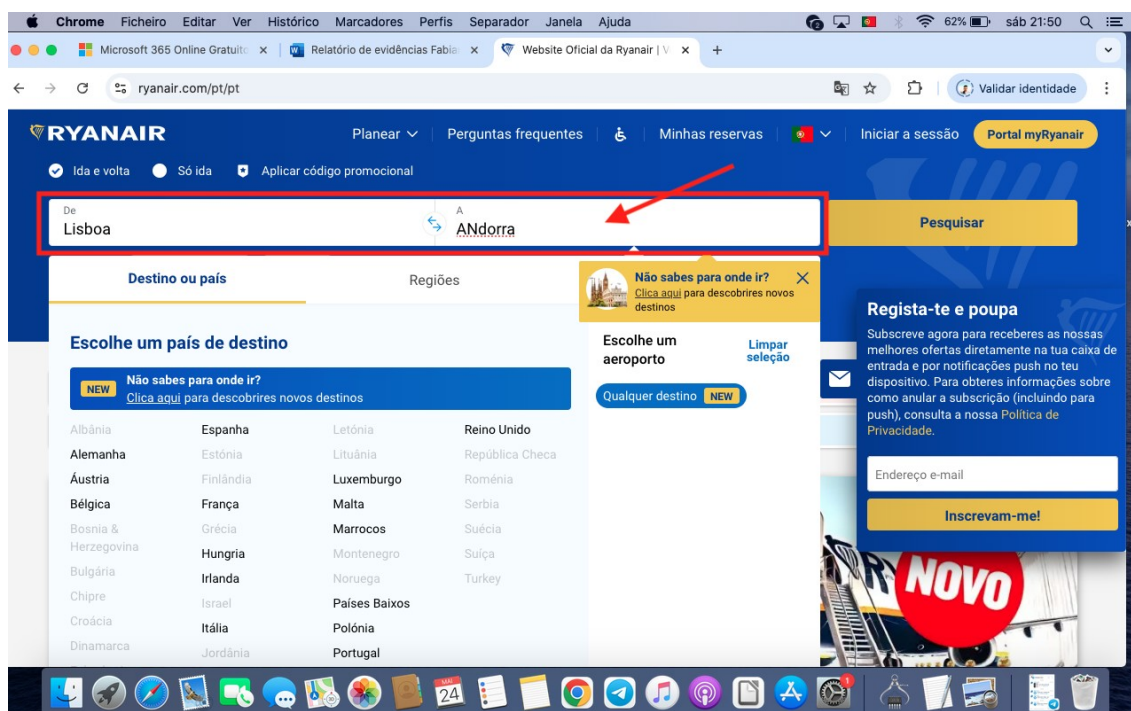 Chrome Ficheiro Editar Ver Histórico Marcadores Perfis Separador Janela Ajuda 62% sáb 21:50
Microsoft 365 Online Gratuito Relatório de evidências Fabia Website Oficial da Ryanair |
ryanair.com/pt/pt Validar identidade
RYANAIR Planear Perguntas frequentes Minhas reservas Iniciar a sessão Portal myRyanair
Ida e volta Só ida Aplicar código promocional
De A
Lisboa ANdorra Pesquisar
Destino ou país Regiões
Não sabes para onde ir?
Clica aqui para descobrires novos
destinos
Escolhe um país de destino
NEW Não sabes para onde ir?
Clica aqui para descobrires novos destinos
Albânia Espanha Letónia Reino Unido
Alemanha Estónia Lituânia República Checa
Áustria Finlândia Luxemburgo Roménia
Bélgica França Malta Serbia
Bosnia & Grécia Marrocos Suécia
Herzegovina Hungria Montenegro Suíça
Bulgária Irlanda Noruega Turkey
Chipre Israel Países Baixos
Croácia Itália Polónia
Dinamarca Jordânia Portugal
Escolhe um
aeroporto
Limpar
seleção
Qualquer destino NEW
Regista-te e poupa
Subscreve agora para receberes as nossas
melhores ofertas diretamente na tua caixa de
entrada e por notificações push no teu
dispositivo. Para obteres informações sobre
como anular a subscrição (incluindo para
push), consulta a nossa Política de
Privacidade.
Endereço e-mail
Inscrevam-me!
NOVO
MAI
24
1